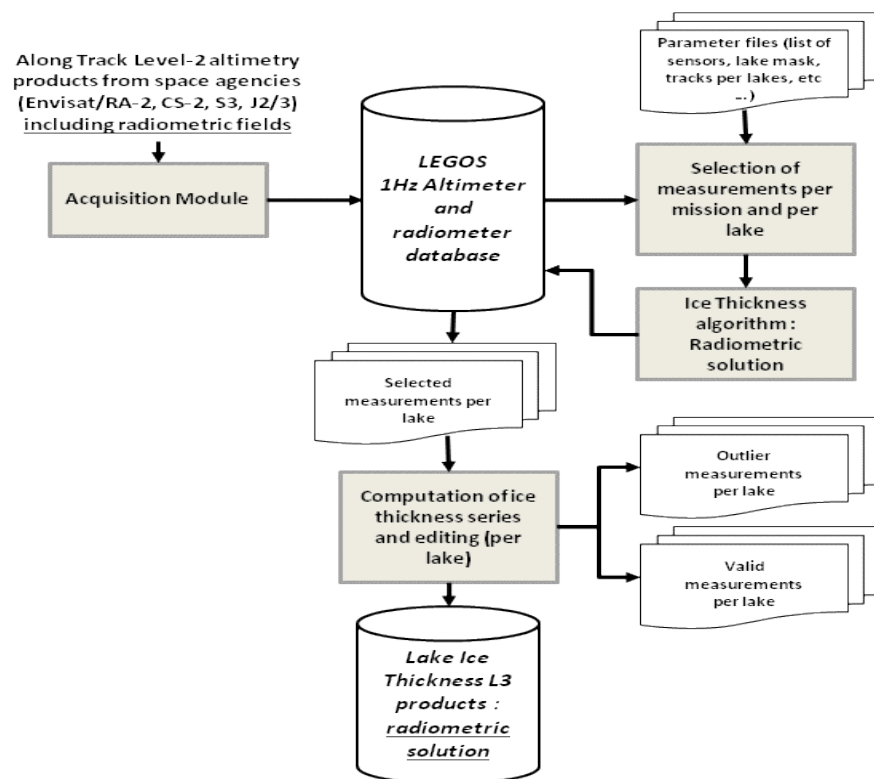 Along Track Level-2 altimetry
products from space agencies
(Envisat/RA-2, CS-2, S3, J2/3)
including radiometric fields
Acquisition Module
LEGOS
1Hz Altimeter
and
radiometer
database
Parameter files (list of
sensors, lake mask,
tracks per lakes, etc
...)
Selection of
measurements per
mission and per
lake
Ice Thickness
algorithm :
Radiometric
solution
Selected
measurements per
lake
Computation of ice
thickness series
and editing (per
lake)
Outlier
measurements
per lake
Valid
measurements
per lake
Lake Ice
Thickness L3
products :
radiometric
solution